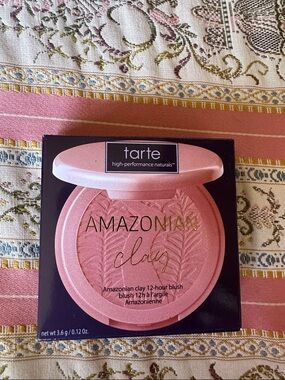 tarte
high-performance naturals™
AMAZONIAN
clay
Amazonian clay 12-hour blush
blush 12h à l'argile
Amazonienne
net wt. 3.6 g / 0.12 oz.